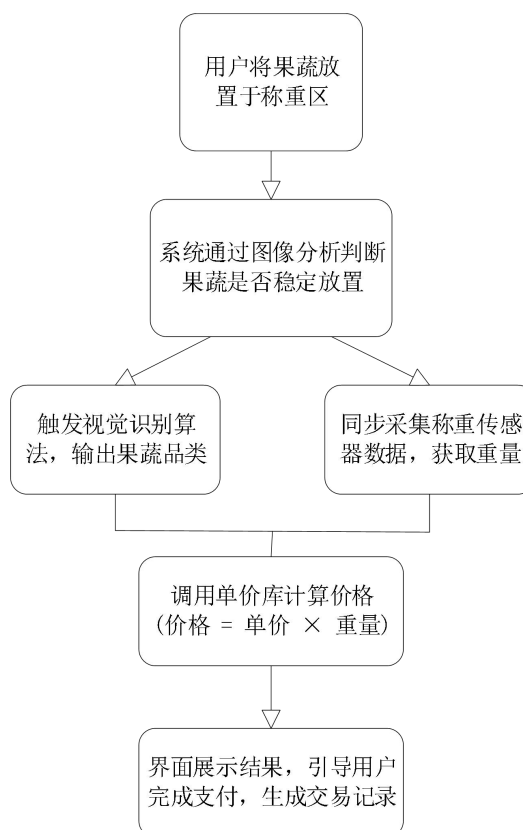 用户将果蔬放
置于称重区
系统通过图像分析判断
果蔬是否稳定放置
触发视觉识别算
法，输出果蔬品类
同步采集称重传感
器数据，获取重量
调用单价库计算价格
(价格 = 单价 × 重量)
界面展示结果，引导用户
完成支付，生成交易记录